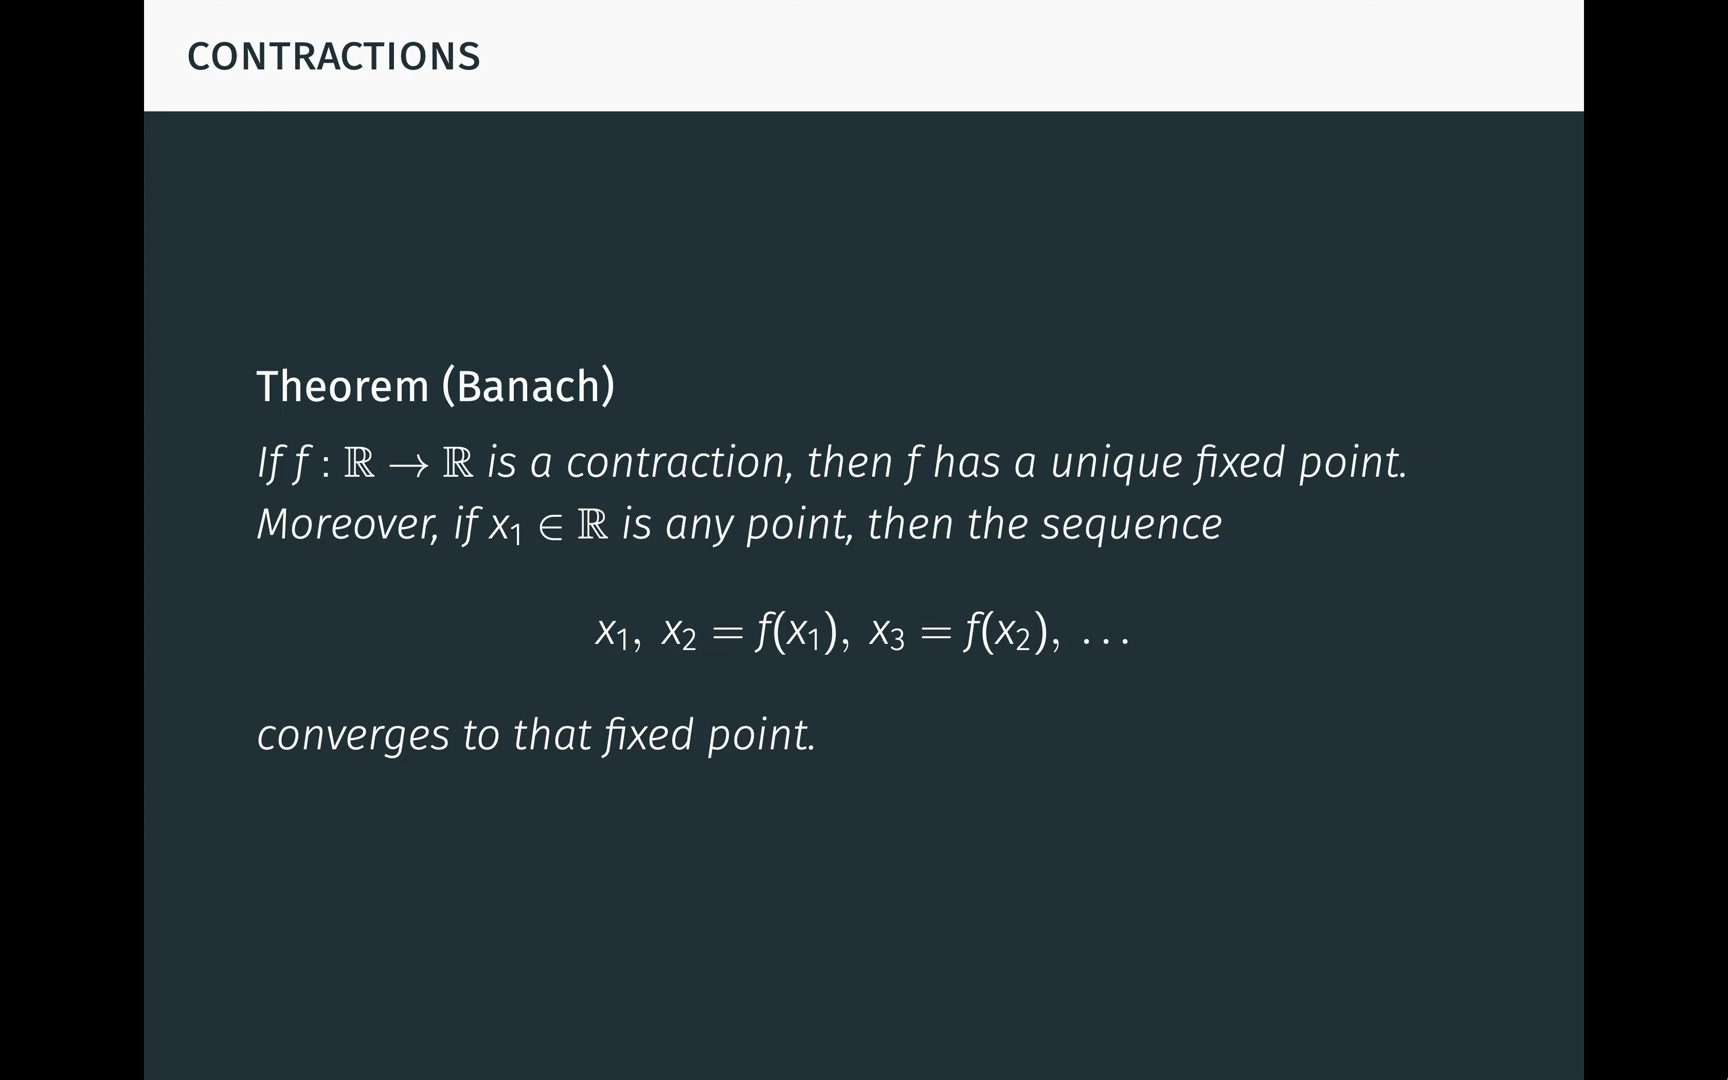 CONTRACTIONS
Theorem (Banach)
If f : ℝ → ℝ is a contraction, then f has a unique fixed point.
Moreover, if x₁ ∈ ℝ is any point, then the sequence
x₁, x₂ = f(x₁), x₃ = f(x₂), …
converges to that fixed point.